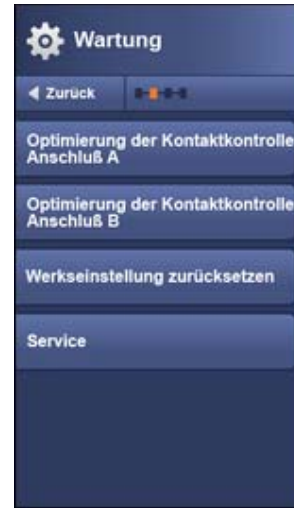 Wartung
Zurück
Optimierung der Kontaktkontrolle
Anschluß A
Optimierung der Kontaktkontrolle
Anschluß B
Werkseinstellung zurücksetzen
Service